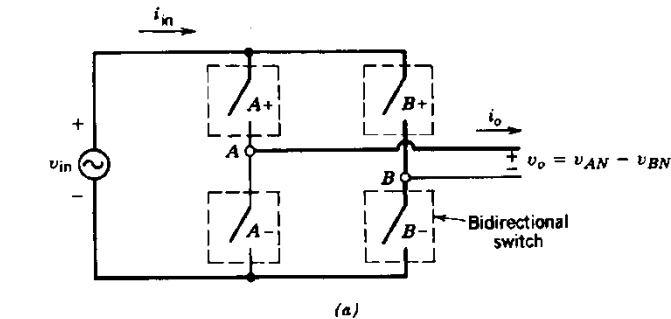 i_in
A+
B+
i_o
+
A
+
v_o = v_AN − v_BN
−
v_in
B
−
A−
B−
Bidirectional
switch
(a)